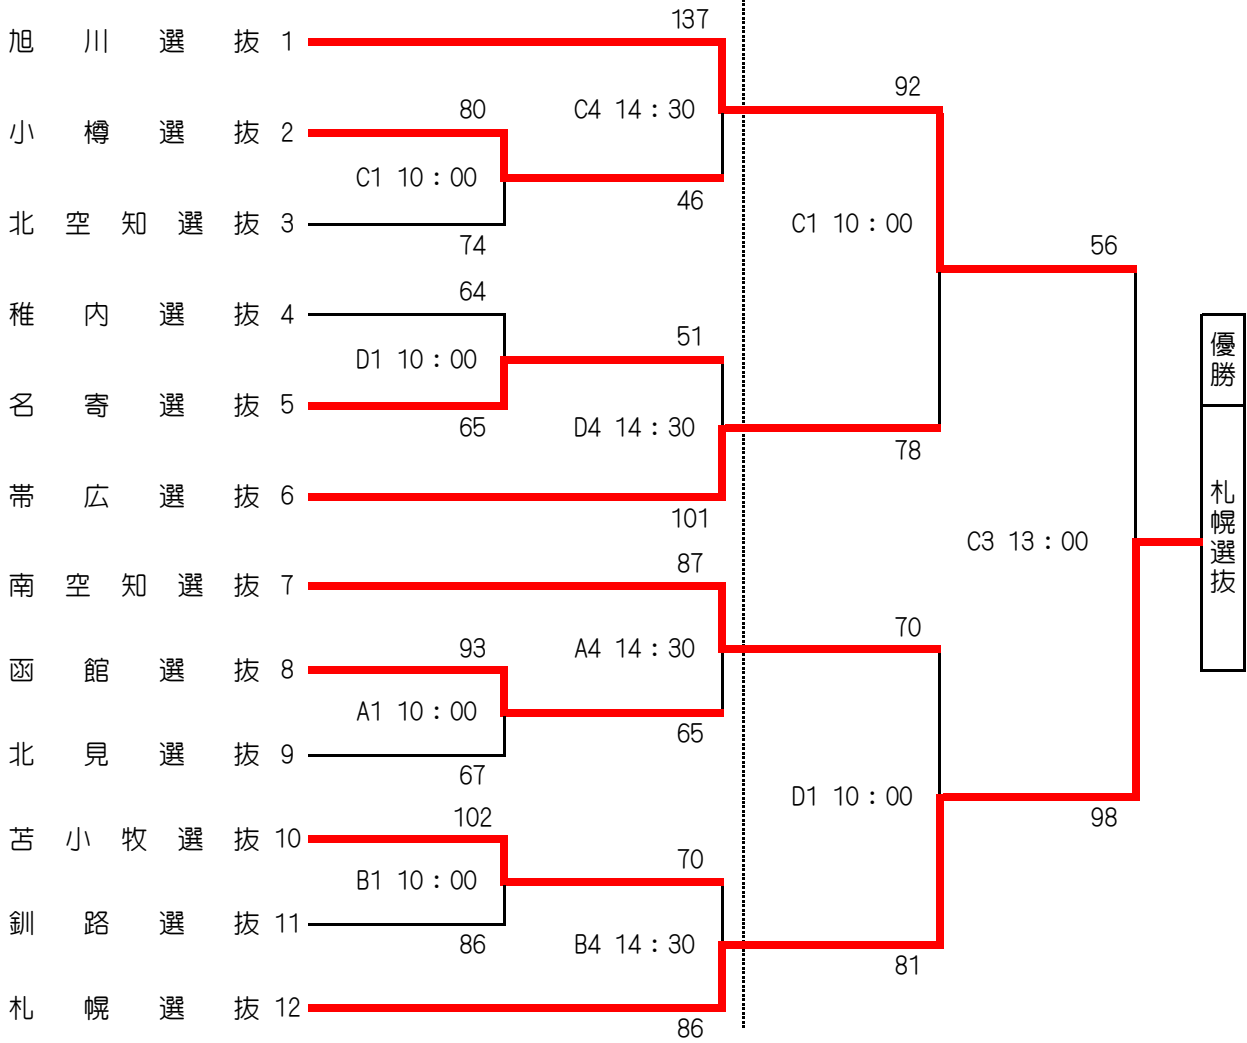 137
旭川選抜 1
92
80
C4 14：30
小樽選抜 2
C1 10：00
46
北空知選抜 3
C1 10：00
74
56
64
稚内選抜 4
51
優勝
D1 10：00
名寄選抜 5
65
D4 14：30
78
帯広選抜 6
101
札幌選抜
C3 13：00
87
南空知選抜 7
70
93
A4 14：30
函館選抜 8
A1 10：00
65
北見選抜 9
67
D1 10：00
102
98
苫小牧選抜 10
70
B1 10：00
釧路選抜 11
86
B4 14：30
81
札幌選抜 12
86